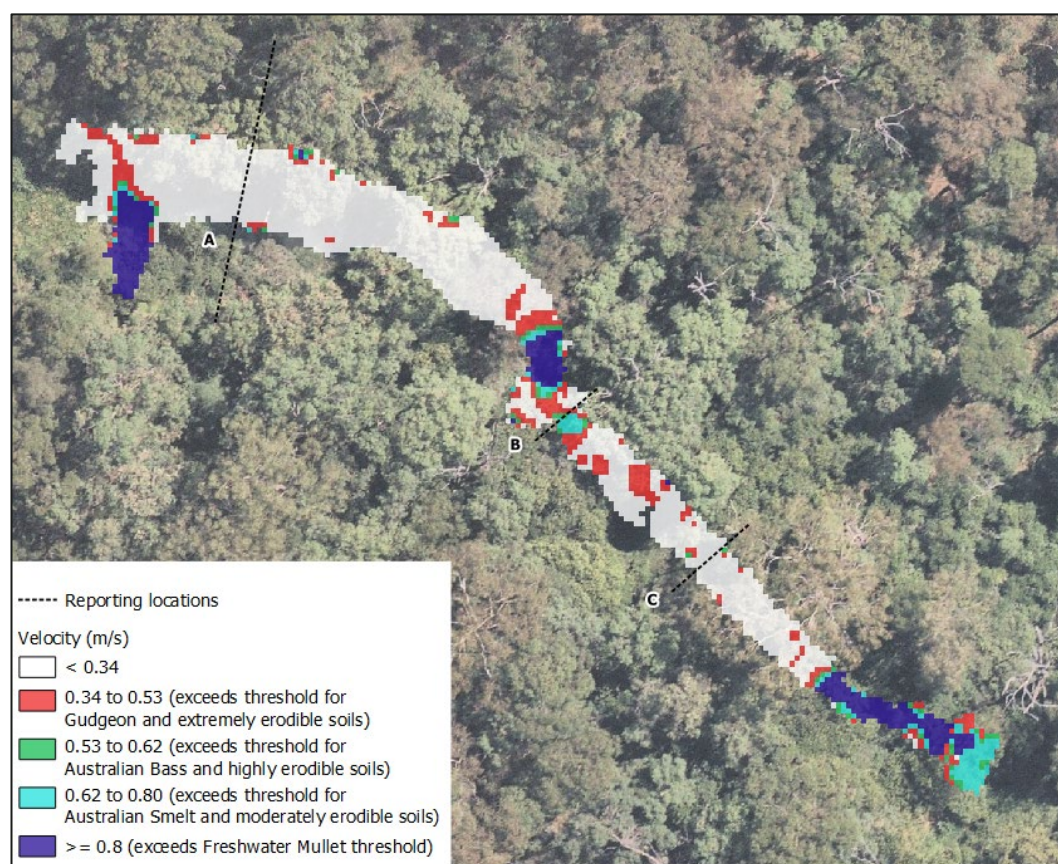 A
B
C
Reporting locations
Velocity (m/s)
< 0.34
0.34 to 0.53 (exceeds threshold for
Gudgeon and extremely erodible soils)
0.53 to 0.62 (exceeds threshold for
Australian Bass and highly erodible soils)
0.62 to 0.80 (exceeds threshold for
Australian Smelt and moderately erodible soils)
>= 0.8 (exceeds Freshwater Mullet threshold)